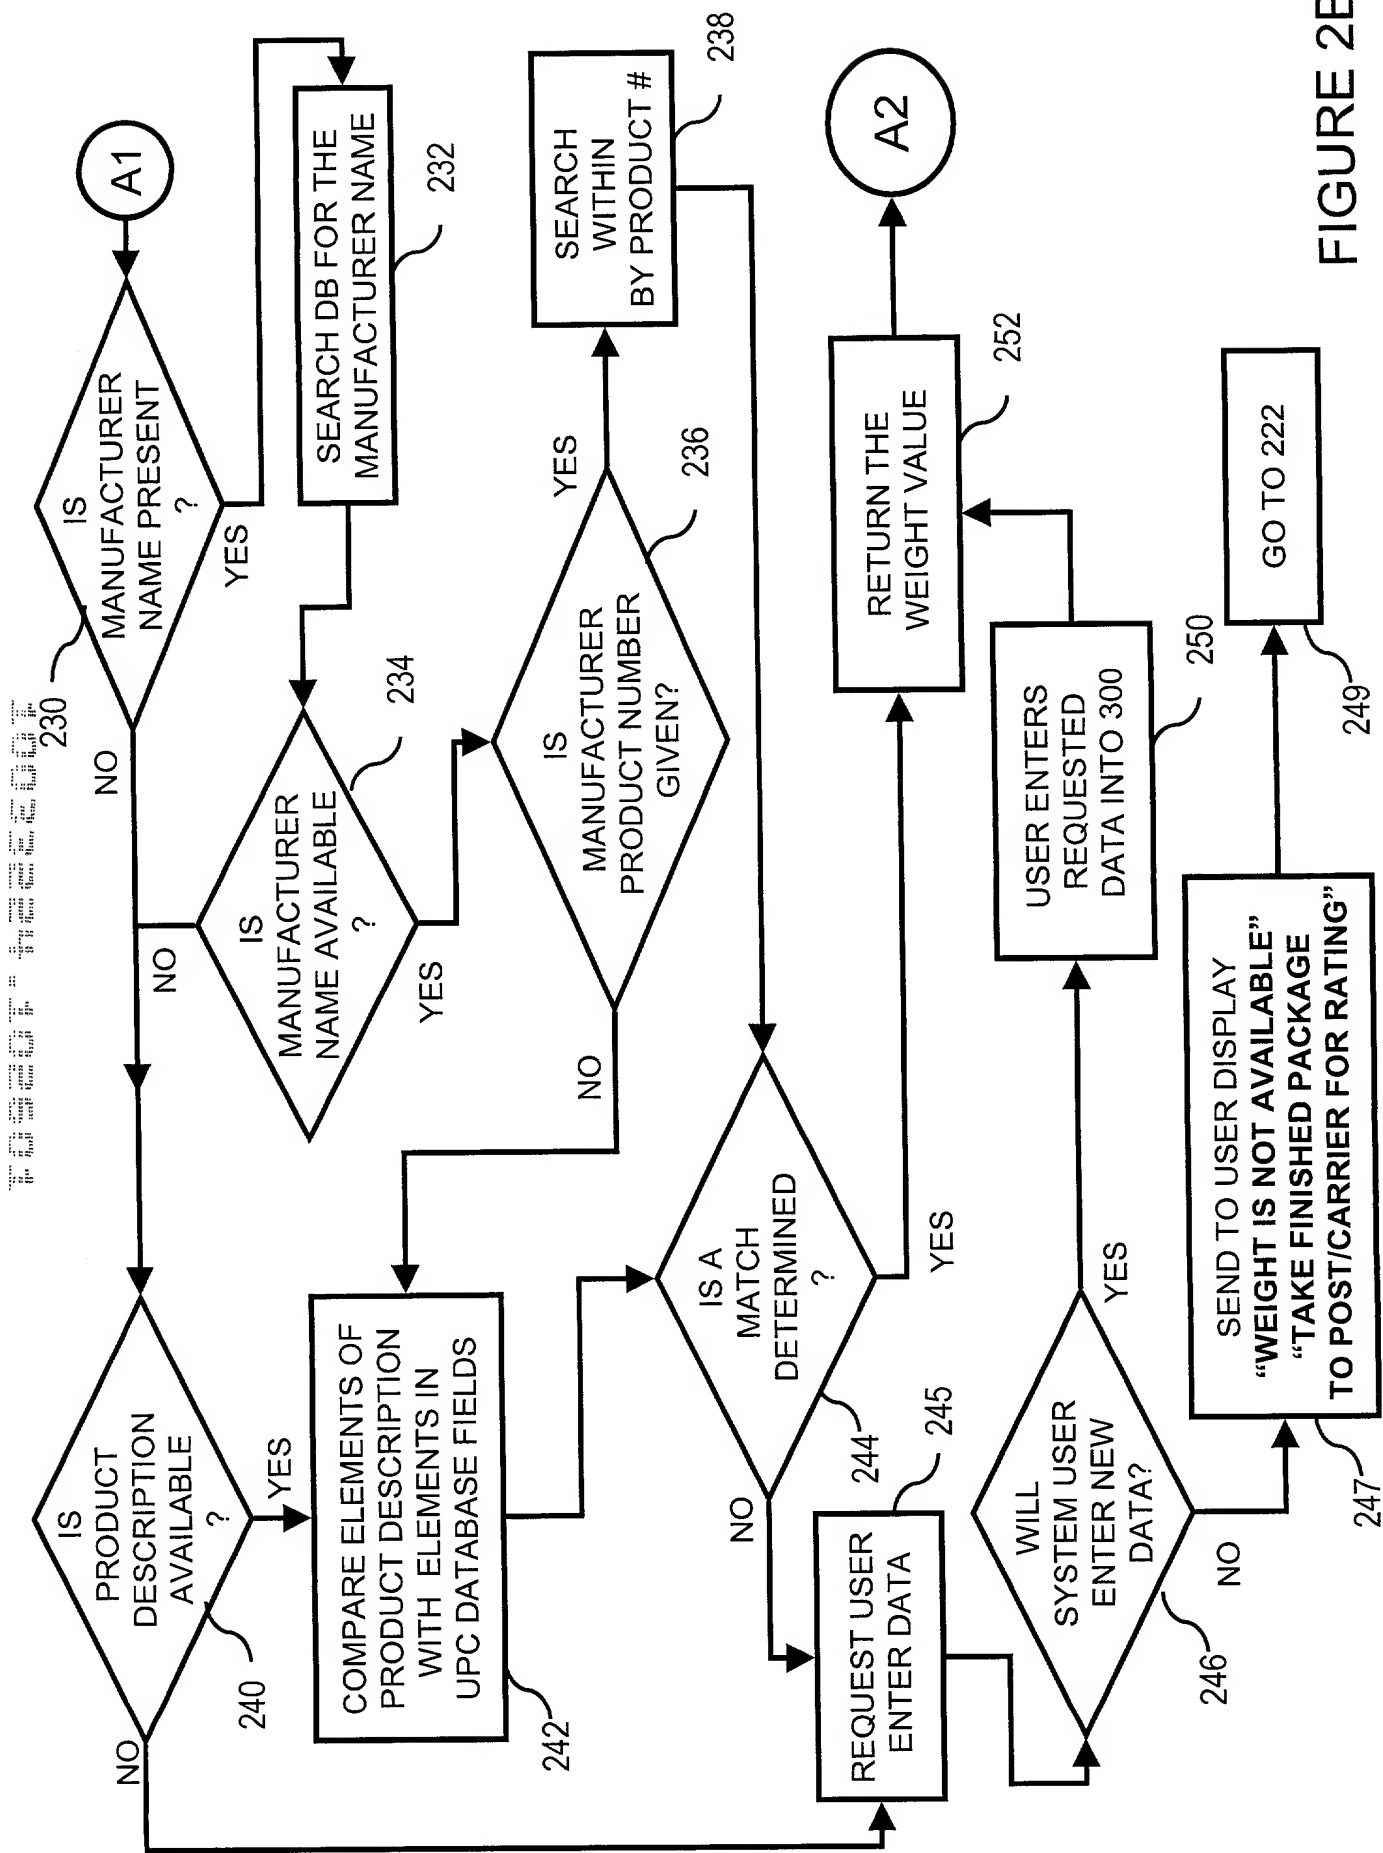 A1
IS
MANUFACTURER
NAME PRESENT
?
230
NO
YES
SEARCH DB FOR THE
MANUFACTURER NAME
232
IS
MANUFACTURER
NAME AVAILABLE
?
234
NO
YES
IS
MANUFACTURER
PRODUCT NUMBER
GIVEN?
236
NO
YES
SEARCH
WITHIN
BY PRODUCT #
238
IS
PRODUCT
DESCRIPTION
AVAILABLE
?
240
NO
YES
COMPARE ELEMENTS OF
PRODUCT DESCRIPTION
WITH ELEMENTS IN
UPC DATABASE FIELDS
242
IS A
MATCH
DETERMINED
?
244
NO
YES
REQUEST USER
ENTER DATA
245
WILL
SYSTEM USER
ENTER NEW
DATA?
246
NO
YES
SEND TO USER DISPLAY
“WEIGHT IS NOT AVAILABLE”
“TAKE FINISHED PACKAGE
TO POST/CARRIER FOR RATING”
247
GO TO 222
249
USER ENTERS
REQUESTED
DATA INTO 300
250
RETURN THE
WEIGHT VALUE
252
A2
FIGURE 2B